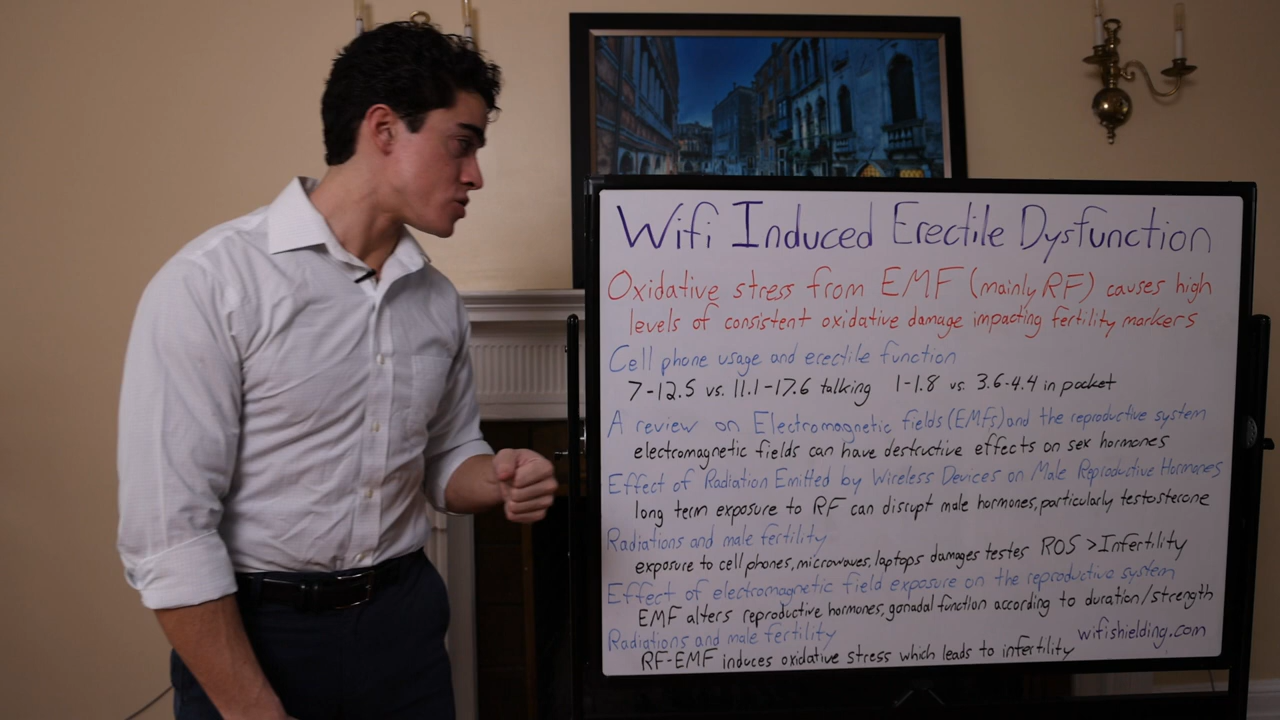 Wifi Induced Erectile Dysfunction
Oxidative stress from EMF (mainly RF) causes high
levels of consistent oxidative damage impacting fertility markers
Cell phone usage and erectile function
7-12.5 vs. 11.1-17.6 talking 1-1.8 vs. 3.6-4.4 in pocket
A review on Electromagnetic fields (EMFs) and the reproductive system
electromagnetic fields can have destructive effects on sex hormones
Effect of Radiation Emitted by Wireless Devices on Male Reproductive Hormones
long term exposure to RF can disrupt male hormones, particularly testosterone
Radiations and male fertility
exposure to cell phones, microwaves, laptops damages testes ROS > Infertility
Effect of electromagnetic field exposure on the reproductive system
EMF alters reproductive hormones, gonadal function according to duration/strength
Radiations and male fertility
wifishielding.com
RF-EMF induces oxidative stress which leads to infertility